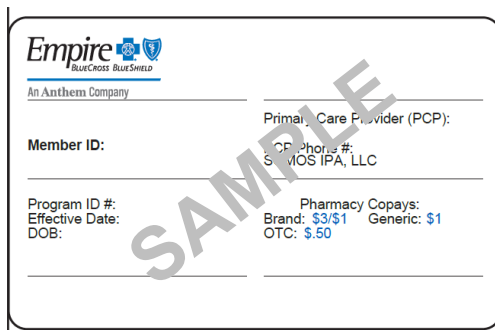 Empire
BLUECROSS BLUESHIELD
An Anthem Company
Primary Care Provider (PCP):
Member ID:
PCP Phone #:
SOMOS IPA, LLC
Program ID #:
Effective Date:
DOB:
Pharmacy Copays:
Brand: $3/$1 Generic: $1
OTC: $.50
SAMPLE